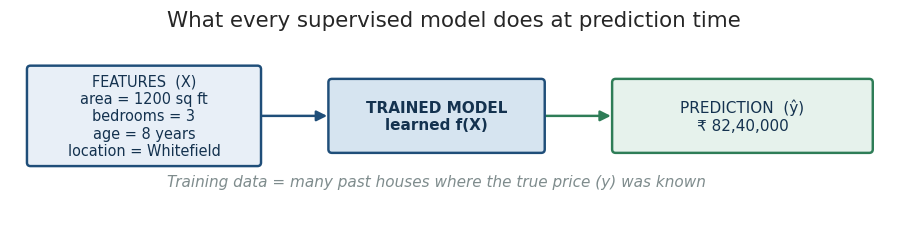 What every supervised model does at prediction time
FEATURES  (X)
area = 1200 sq ft
bedrooms = 3
age = 8 years
location = Whitefield
TRAINED MODEL
learned f(X)
PREDICTION  (ŷ)
₹ 82,40,000
Training data = many past houses where the true price (y) was known